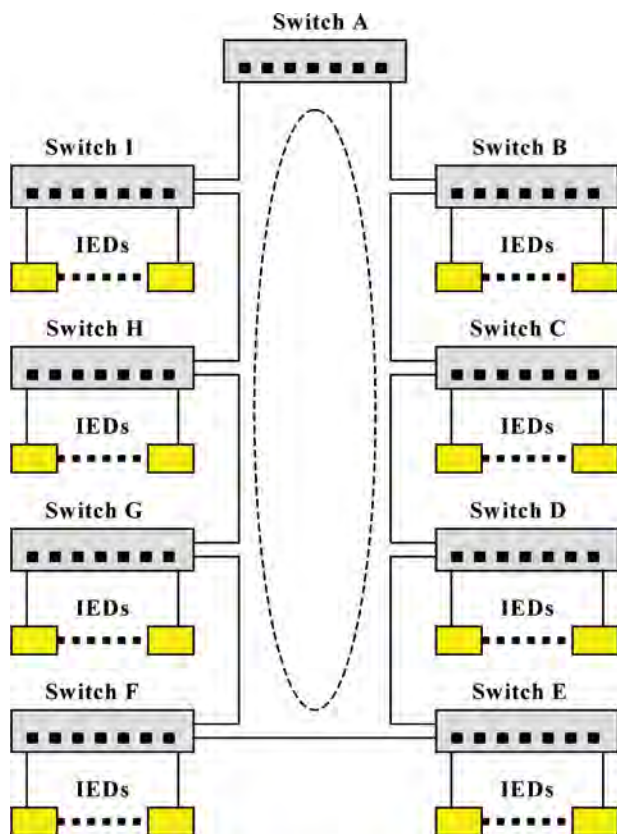 Switch A
Switch I
Switch B
IEDs
IEDs
Switch H
Switch C
IEDs
IEDs
Switch G
Switch D
IEDs
IEDs
Switch F
Switch E
IEDs
IEDs